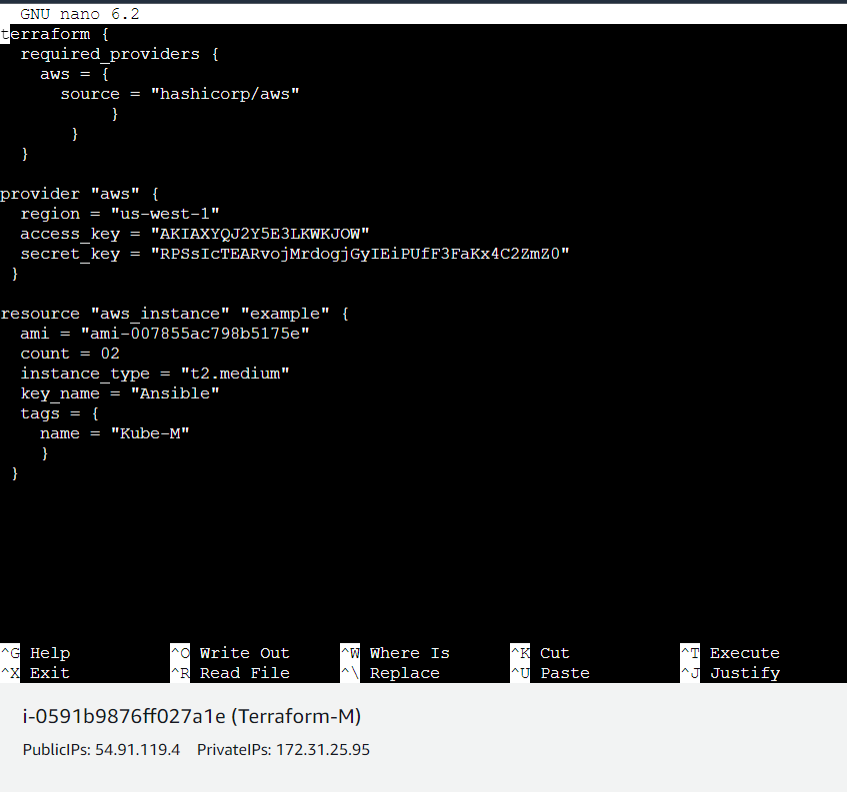 GNU nano 6.2
terraform {
required_providers {
aws = {
source = "hashicorp/aws"
}
}
}
provider "aws" {
region = "us-west-1"
access_key = "AKIAXYQJ2Y5E3LKWKJOW"
secret_key = "RPSsIcTEARvojMrdogjGyIEiPUfF3FaKx4C2ZmZ0"
}
resource "aws_instance" "example" {
ami = "ami-007855ac798b5175e"
count = 02
instance_type = "t2.medium"
key_name = "Ansible"
tags = {
name = "Kube-M"
}
}
^G Help ^O Write Out ^W Where Is ^K Cut ^T Execute
^X Exit ^R Read File ^\ Replace ^U Paste ^J Justify
i-0591b9876ff027a1e (Terraform-M)
PublicIPs: 54.91.119.4 PrivateIPs: 172.31.25.95